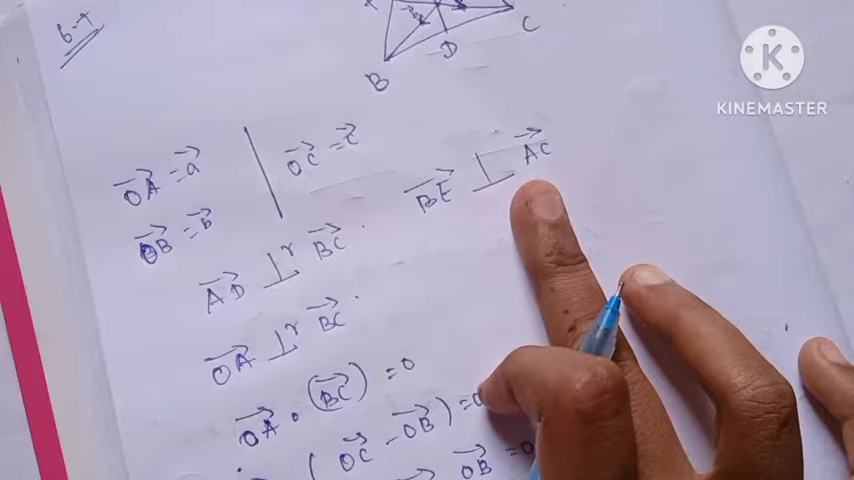 6-7
B D C
KINEMASTER
→OA = →a
→OB = →b
→OC = →c
→BE ⊥ →AC
→AD ⊥r →BC
→OA ⊥r →BC
→OA • (→BC) = 0
(→OC - →OB) = 0
→OB = 0